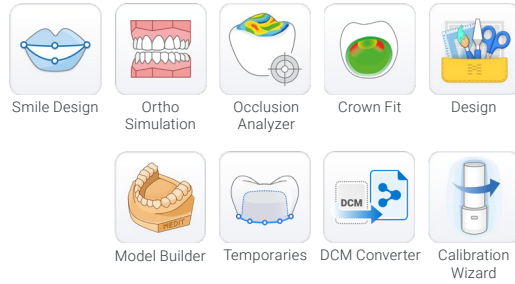 Smile Design
Ortho
Simulation
Occlusion
Analyzer
Crown Fit
Design
MEDIT
Model Builder
Temporaries
DCM
DCM Converter
Calibration
Wizard